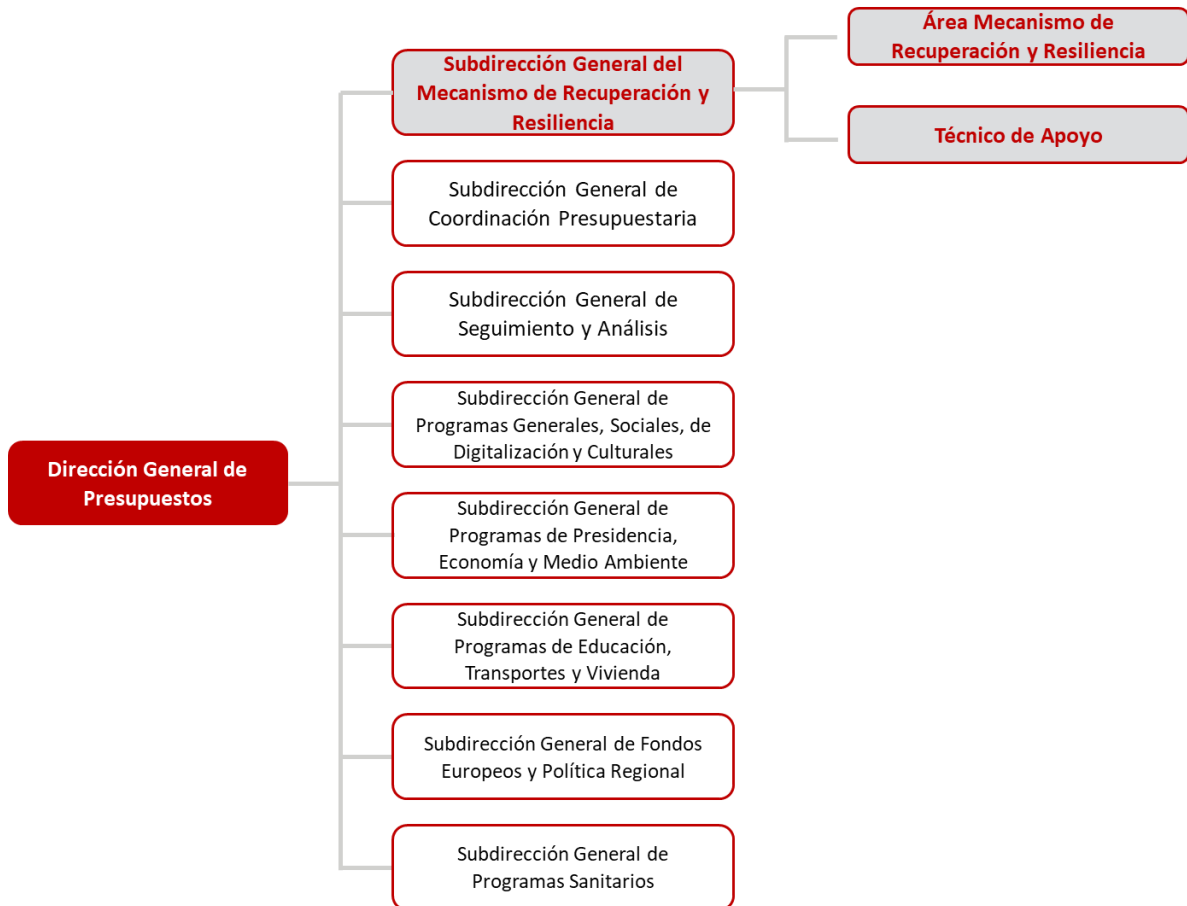 Área Mecanismo de
Recuperación y Resiliencia
Subdirección General del
Mecanismo de Recuperación y
Resiliencia
Técnico de Apoyo
Subdirección General de
Coordinación Presupuestaria
Subdirección General de
Seguimiento y Análisis
Subdirección General de
Programas Generales, Sociales, de
Digitalización y Culturales
Dirección General de
Presupuestos
Subdirección General de
Programas de Presidencia,
Economía y Medio Ambiente
Subdirección General de
Programas de Educación,
Transportes y Vivienda
Subdirección General de Fondos
Europeos y Política Regional
Subdirección General de
Programas Sanitarios